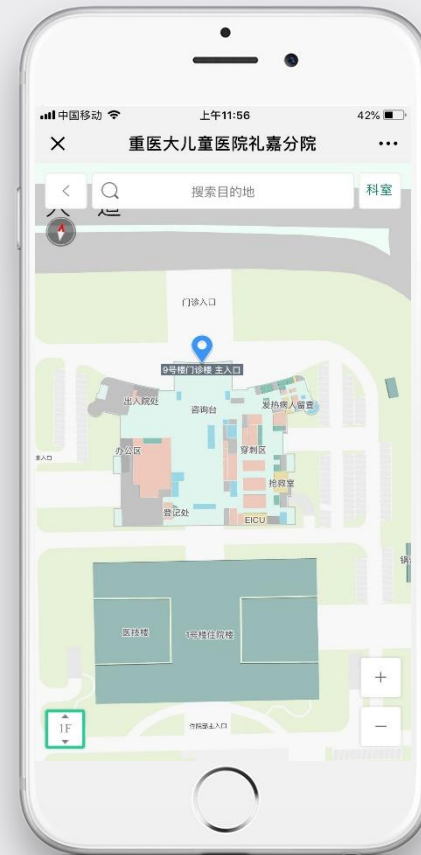 中国移动 上午11:56 42%
重医大儿童医院礼嘉分院
搜索目的地 科室
门诊入口
9号楼门诊楼 主入口
出入院处 咨询台 发热病人留置
办公区 穿刺区
抢救室
登记处 EICU
医技楼 1号楼住院楼
+
1F 住院部主入口 −